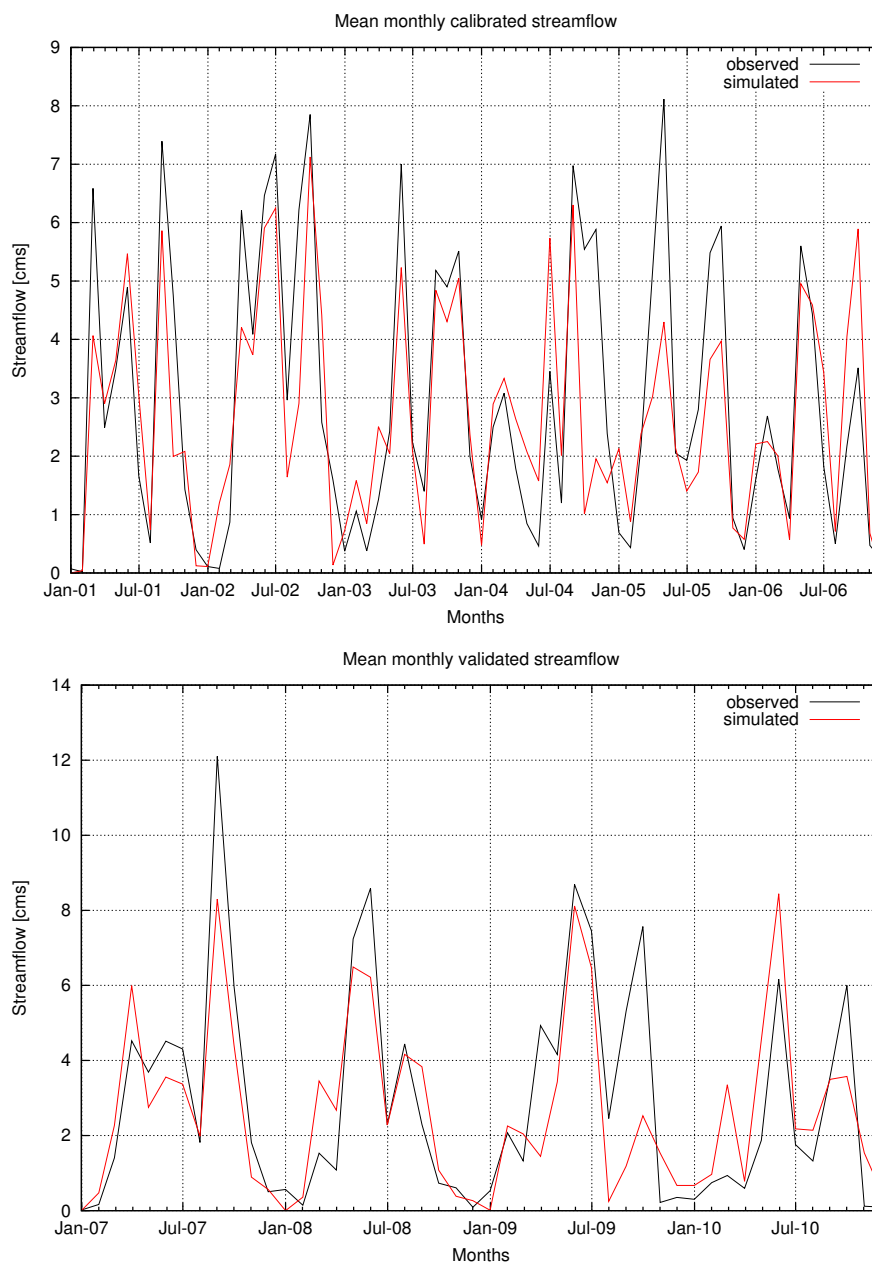 Mean monthly calibrated streamflow
9
8
7
6
5
4
3
2
1
0
Streamflow [cms]
observed
simulated
Jan-01 Jul-01 Jan-02 Jul-02 Jan-03 Jul-03 Jan-04 Jul-04 Jan-05 Jul-05 Jan-06 Jul-06
Months
Mean monthly validated streamflow
14
12
10
8
6
4
2
0
Streamflow [cms]
observed
simulated
Jan-07 Jul-07 Jan-08 Jul-08 Jan-09 Jul-09 Jan-10 Jul-10
Months